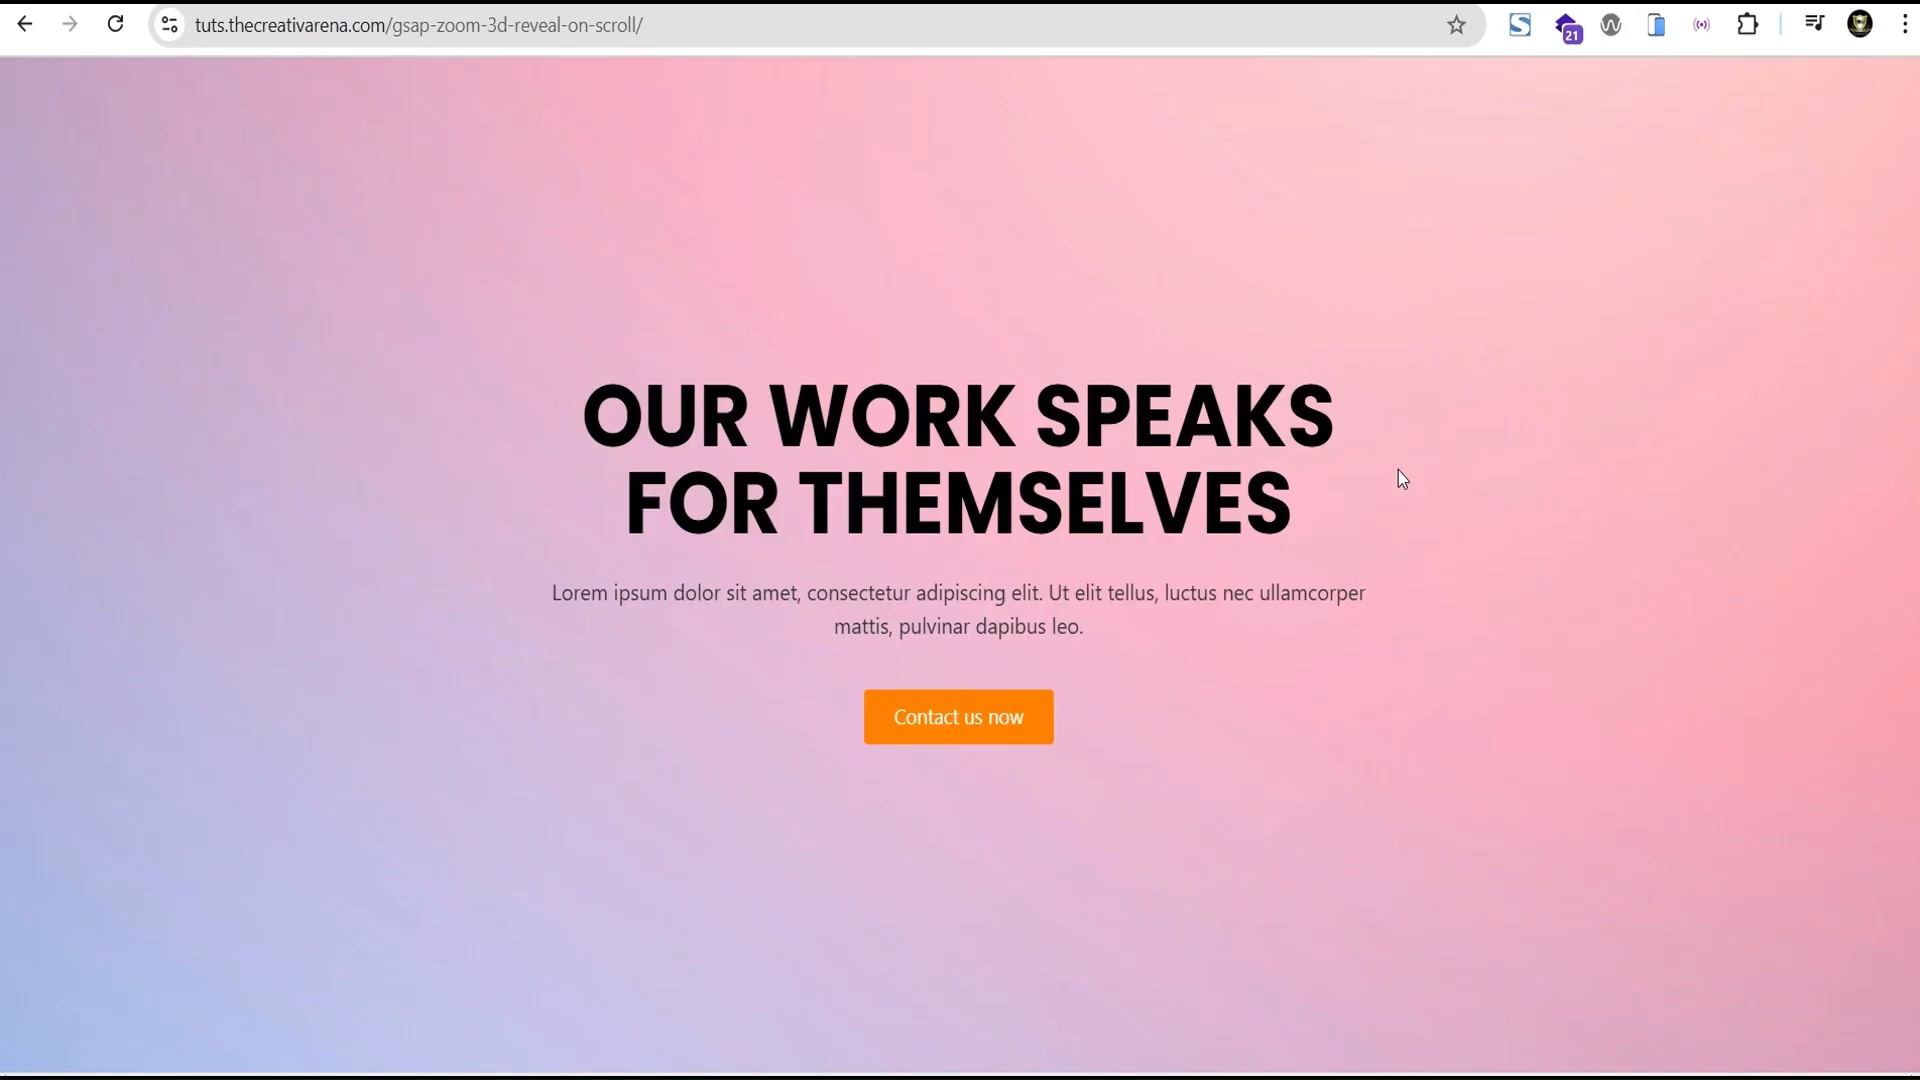 tuts.thecreativarena.com/gsap-zoom-3d-reveal-on-scroll/
21
OUR WORK SPEAKS
FOR THEMSELVES
Lorem ipsum dolor sit amet, consectetur adipiscing elit. Ut elit tellus, luctus nec ullamcorper
mattis, pulvinar dapibus leo.
Contact us now